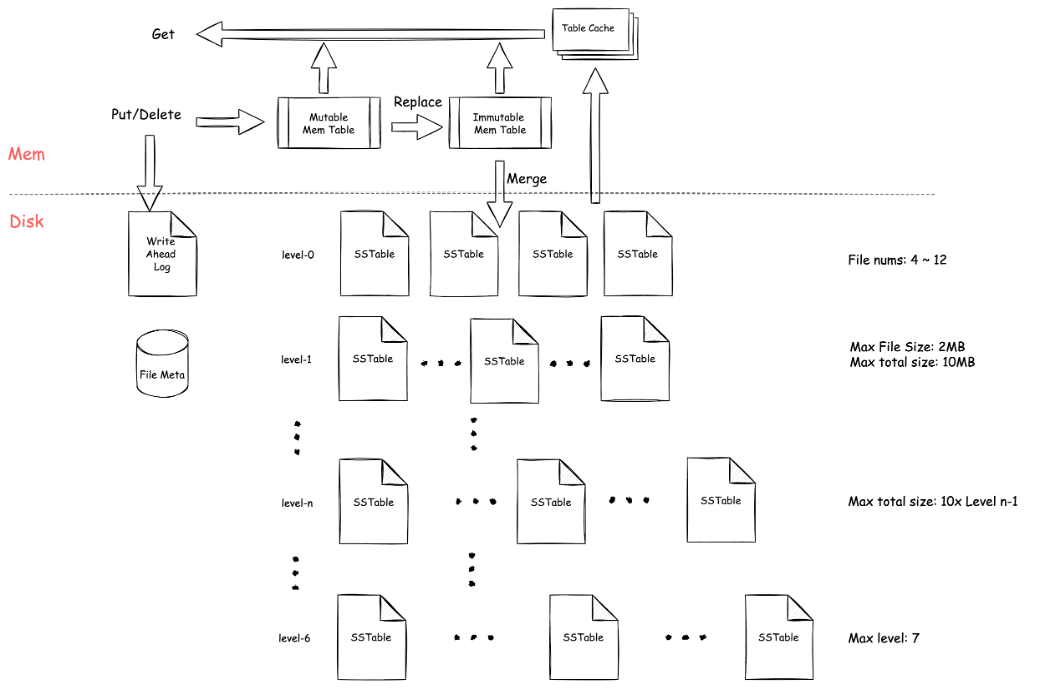 Get
Table Cache
Put/Delete
Mutable
Mem Table
Replace
Immutable
Mem Table
Mem
Merge
Disk
Write
Ahead
Log
level-0
SSTable
SSTable
SSTable
SSTable
File nums: 4 ~ 12
File Meta
level-1
SSTable
SSTable
SSTable
Max File Size: 2MB
Max total size: 10MB
level-n
SSTable
SSTable
SSTable
Max total size: 10x Level n-1
level-6
SSTable
SSTable
SSTable
Max level: 7